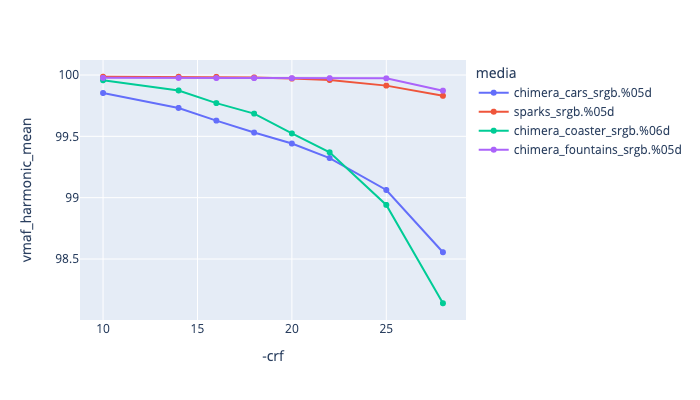 media
chimera_cars_srgb.%05d
sparks_srgb.%05d
chimera_coaster_srgb.%06d
chimera_fountains_srgb.%05d
vmaf_harmonic_mean
100
99.5
99
98.5
10 15 20 25
-crf